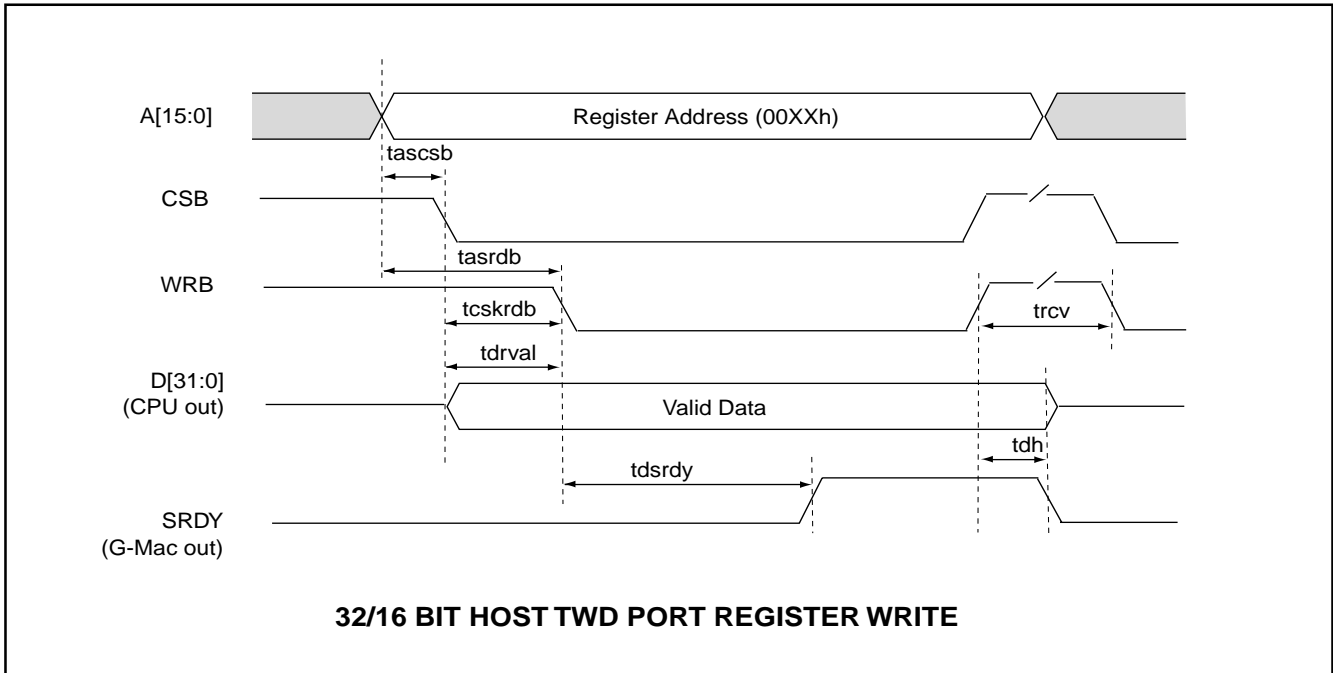 A[15:0]
Register Address (00XXh)
tascsb
CSB
tasrdb
WRB
tcskrdb
trcv
tdrval
D[31:0]
(CPU out)
Valid Data
tdh
tdsrdy
SRDY
(G-Mac out)
32/16 BIT HOST TWD PORT REGISTER WRITE